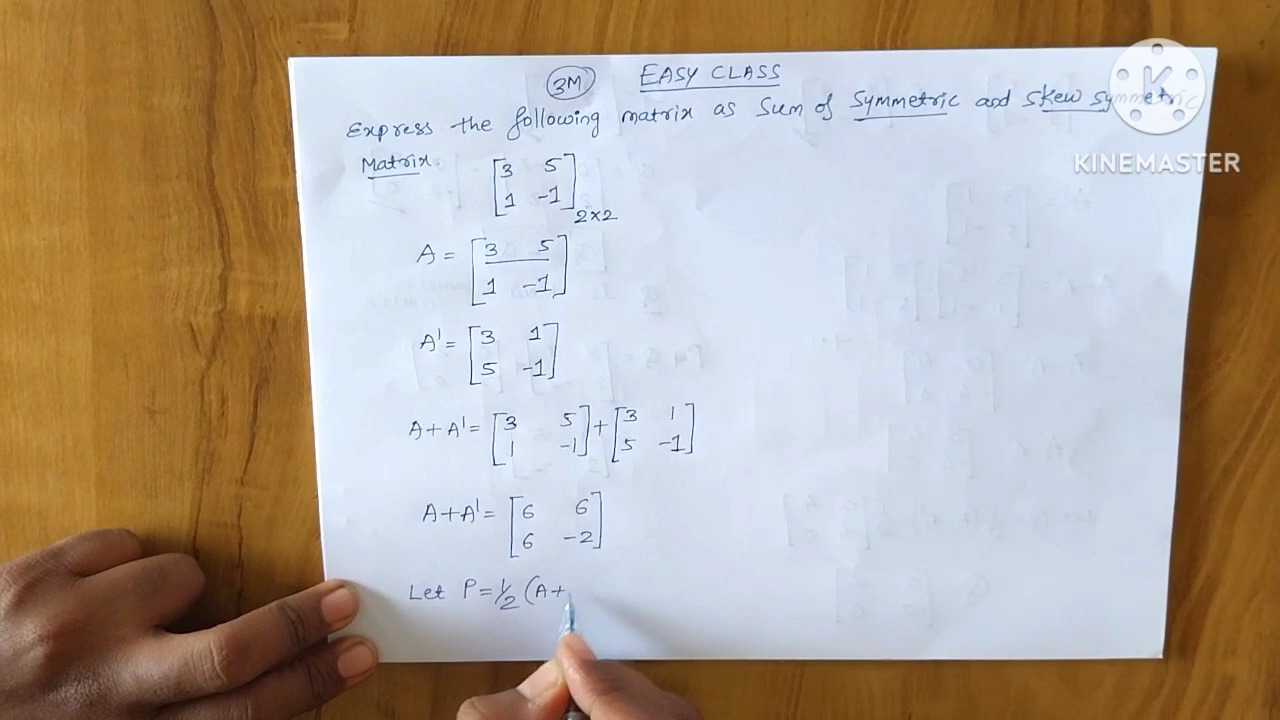 3M EASY CLASS
Express the following matrix as sum of symmetric and skew symmetric
Matrix.
[3 5
1 -1] 2×2
A = [3 5
1 -1]
A' = [3 1
5 -1]
A + A' = [3 5] + [3 1]
[1 -1] [5 -1]
A + A' = [6 6
6 -2]
Let P = 1/2 (A +
K
KINEMASTER